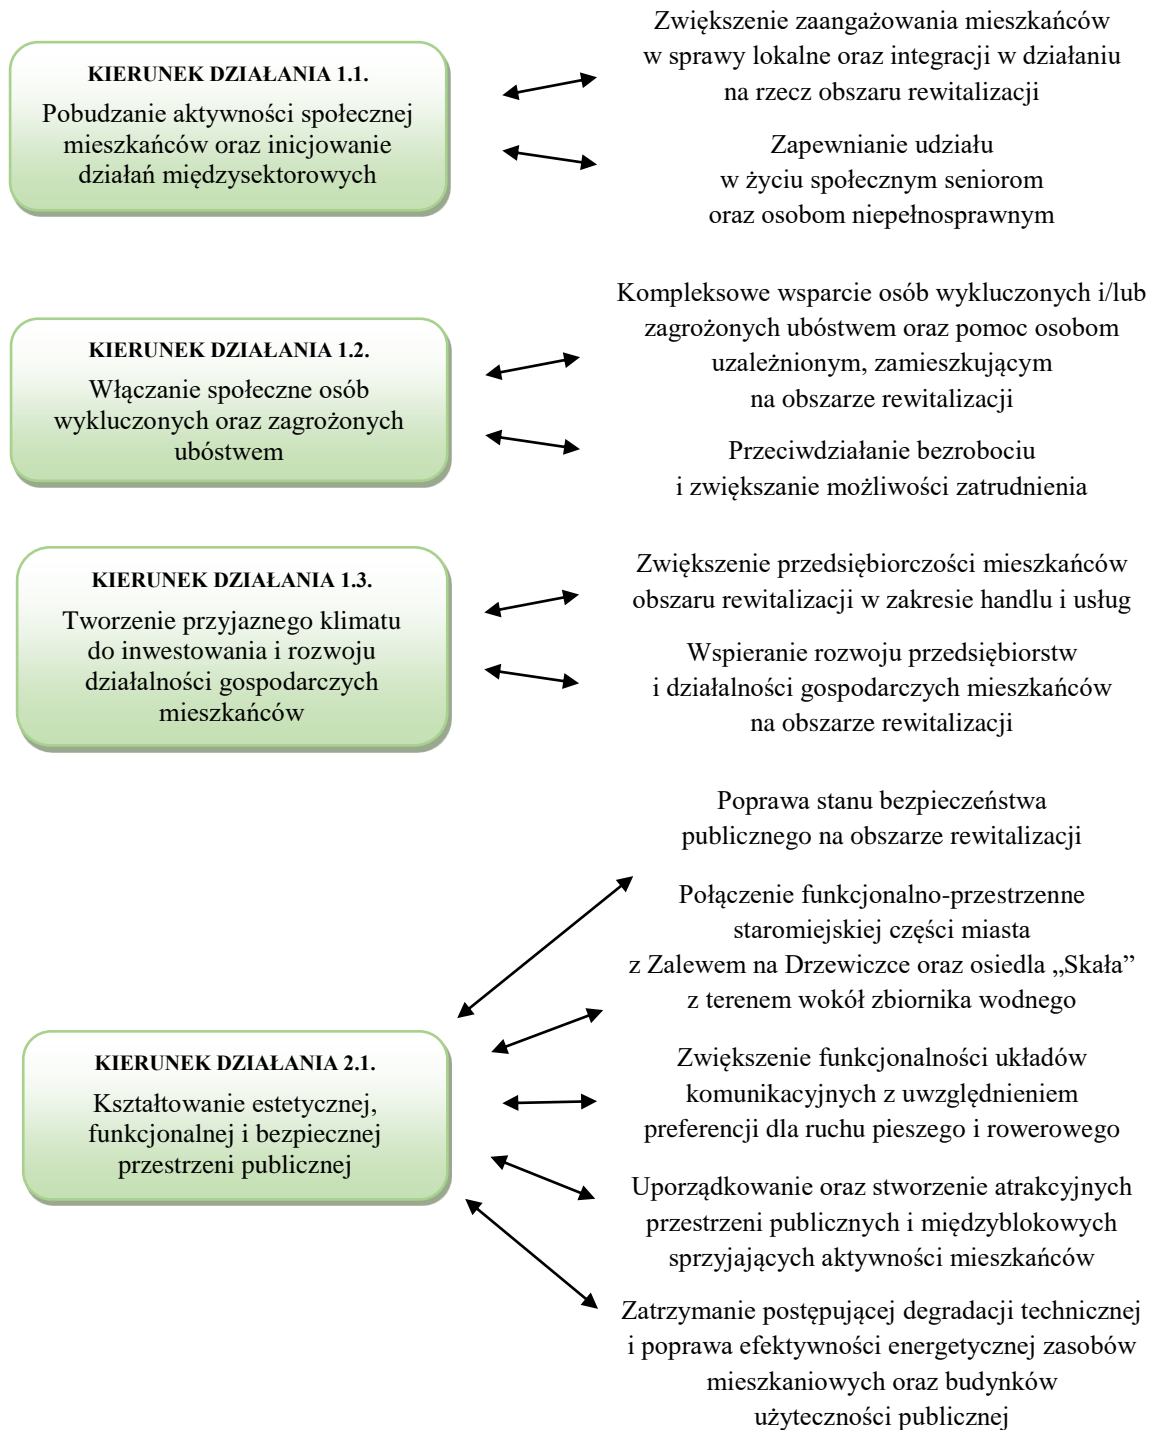 KIERUNEK DZIAŁANIA 1.1.
Pobudzanie aktywności społecznej
mieszkańców oraz inicjowanie
działań międzysektorowych
Zwiększenie zaangażowania mieszkańców
w sprawy lokalne oraz integracji w działaniu
na rzecz obszaru rewitalizacji
Zapewnianie udziału
w życiu społecznym seniorom
oraz osobom niepełnosprawnym
KIERUNEK DZIAŁANIA 1.2.
Włączanie społeczne osób
wykluczonych oraz zagrożonych
ubóstwem
Kompleksowe wsparcie osób wykluczonych i/lub
zagrożonych ubóstwem oraz pomoc osobom
uzależnionym, zamieszkującym
na obszarze rewitalizacji
Przeciwdziałanie bezrobociu
i zwiększanie możliwości zatrudnienia
KIERUNEK DZIAŁANIA 1.3.
Tworzenie przyjaznego klimatu
do inwestowania i rozwoju
działalności gospodarczych
mieszkańców
Zwiększenie przedsiębiorczości mieszkańców
obszaru rewitalizacji w zakresie handlu i usług
Wspieranie rozwoju przedsiębiorstw
i działalności gospodarczych mieszkańców
na obszarze rewitalizacji
KIERUNEK DZIAŁANIA 2.1.
Kształtowanie estetycznej,
funkcjonalnej i bezpiecznej
przestrzeni publicznej
Poprawa stanu bezpieczeństwa
publicznego na obszarze rewitalizacji
Połączenie funkcjonalno-przestrzenne
staromiejskiej części miasta
z Zalewem na Drzewiczce oraz osiedla „Skała”
z terenem wokół zbiornika wodnego
Zwiększenie funkcjonalności układów
komunikacyjnych z uwzględnieniem
preferencji dla ruchu pieszego i rowerowego
Uporządkowanie oraz stworzenie atrakcyjnych
przestrzeni publicznych i międzyblokowych
sprzyjających aktywności mieszkańców
Zatrzymanie postępującej degradacji technicznej
i poprawa efektywności energetycznej zasobów
mieszkaniowych oraz budynków
użyteczności publicznej